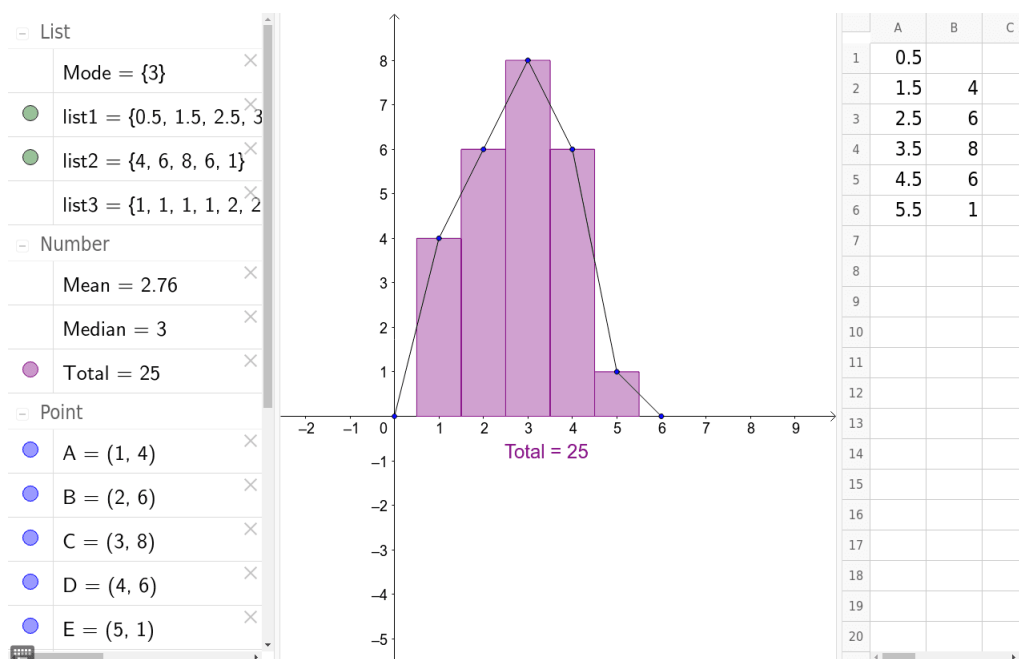 List
Mode = {3}
list1 = {0.5, 1.5, 2.5, 3
list2 = {4, 6, 8, 6, 1}
list3 = {1, 1, 1, 1, 2, 2
Number
Mean = 2.76
Median = 3
Total = 25
Point
A = (1, 4)
B = (2, 6)
C = (3, 8)
D = (4, 6)
E = (5, 1)
8
7
6
5
4
3
2
1
–2 –1 0 1 2 3 4 5 6 7 8 9
Total = 25
–1
–2
–3
–4
–5
A B C
1 0.5
2 1.5 4
3 2.5 6
4 3.5 8
5 4.5 6
6 5.5 1
7
8
9
10
11
12
13
14
15
16
17
18
19
20